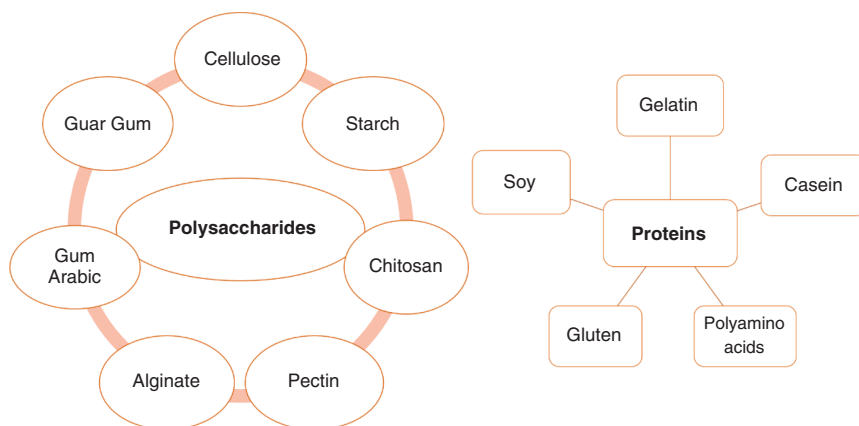 Cellulose
Guar Gum
Starch
Polysaccharides
Gum
Arabic
Chitosan
Alginate
Pectin
Gelatin
Soy
Casein
Proteins
Gluten
Polyamino
acids